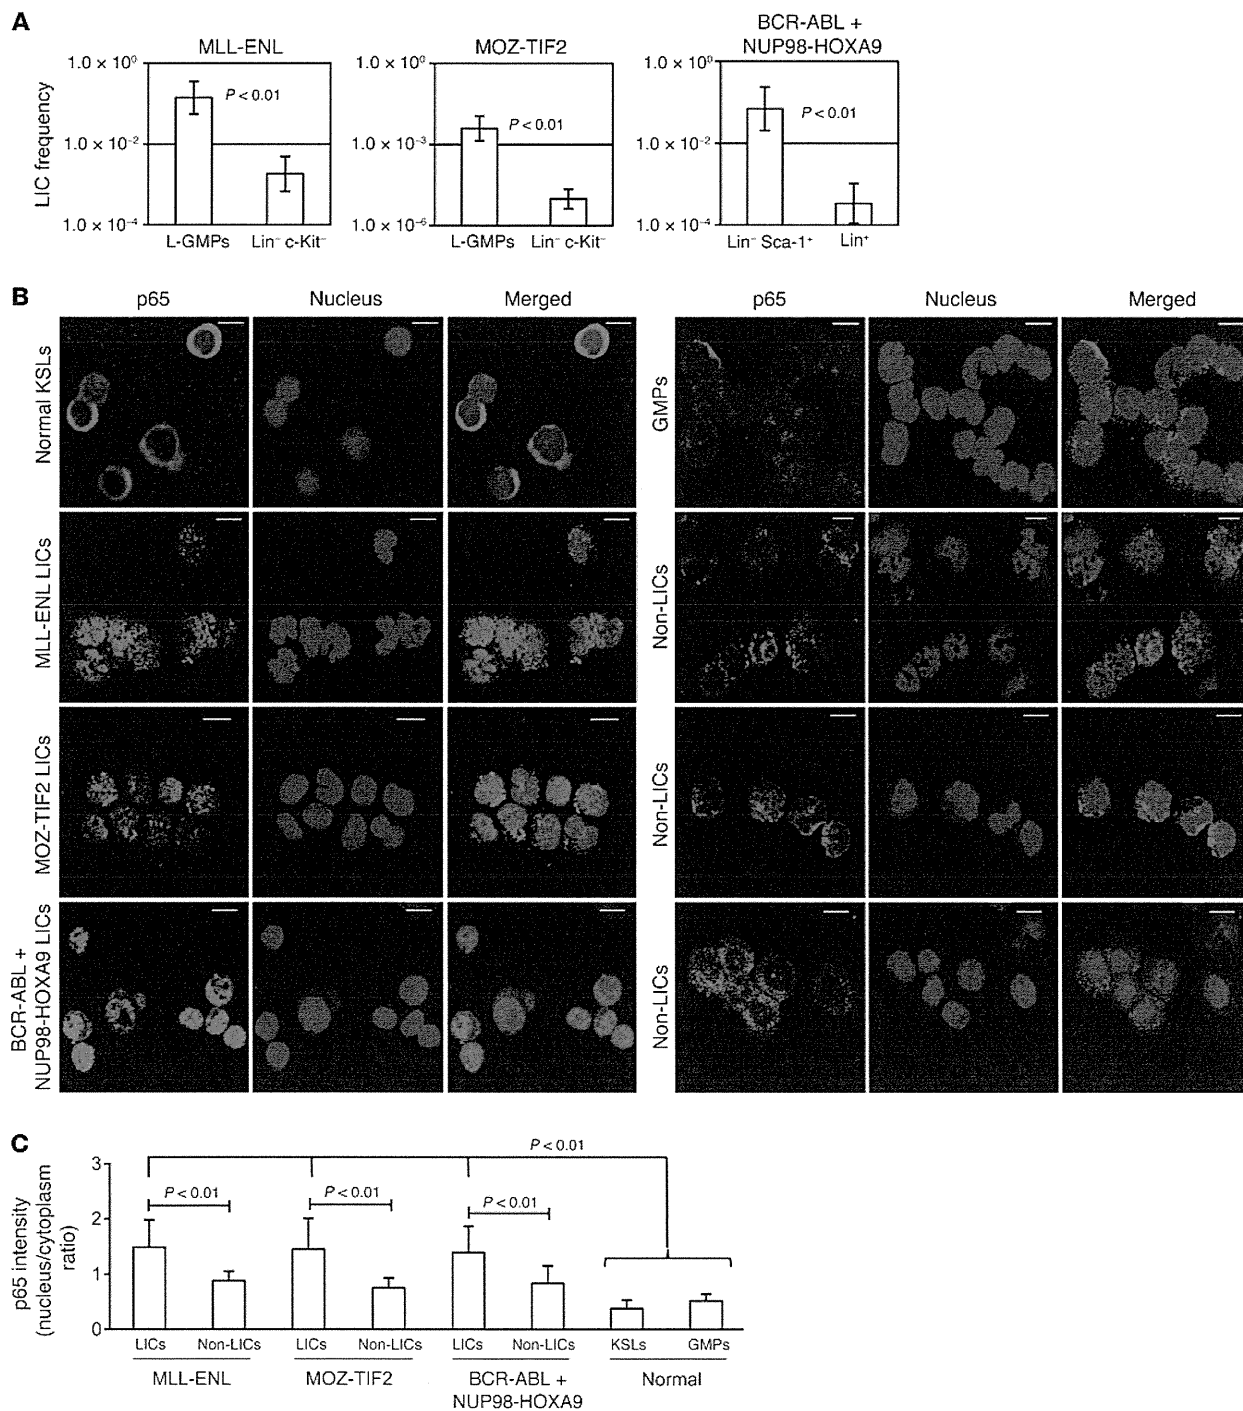 A
MLL-ENL
MOZ-TIF2
BCR-ABL +
NUP98-HOXA9
LIC frequency
1.0 × 10⁰
1.0 × 10⁻²
1.0 × 10⁻⁴
P < 0.01
L-GMPs
Lin⁻ c-Kit⁻
1.0 × 10⁰
1.0 × 10⁻³
1.0 × 10⁻⁶
P < 0.01
L-GMPs
Lin⁻ c-Kit⁻
1.0 × 10⁰
1.0 × 10⁻²
1.0 × 10⁻⁴
P < 0.01
Lin⁻ Sca-1⁺
Lin⁺
B
p65
Nucleus
Merged
p65
Nucleus
Merged
Normal KSLs
GMPs
MLL-ENL LICs
Non-LICs
MOZ-TIF2 LICs
Non-LICs
BCR-ABL +
NUP98-HOXA9 LICs
Non-LICs
C
p65 intensity
(nucleus/cytoplasm
ratio)
3
2
1
0
P < 0.01
P < 0.01
P < 0.01
P < 0.01
LICs
Non-LICs
LICs
Non-LICs
LICs
Non-LICs
KSLs
GMPs
MLL-ENL
MOZ-TIF2
BCR-ABL +
NUP98-HOXA9
Normal